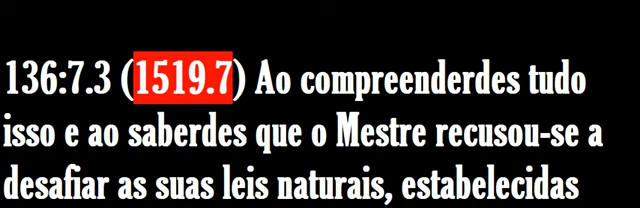 136:7.3 (1519.7) Ao compreenderdes tudo
isso e ao saberdes que o Mestre recusou-se a
desafiar as suas leis naturais, estabelecidas